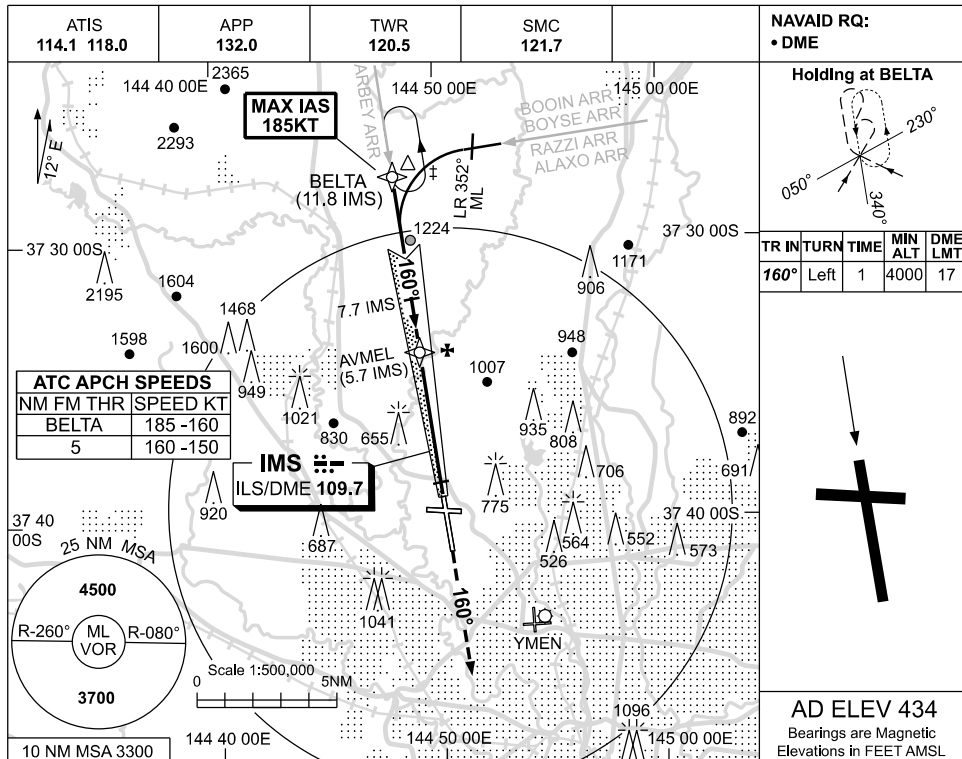 ATIS
114.1 118.0
APP
132.0
TWR
120.5
SMC
121.7
NAVAID RQ:
• DME
144 40 00E
2365
144 50 00E
145 00 00E
MAX IAS
185KT
ARBEY ARR
BOOIN ARR
BOYSE ARR
RAZZI ARR
ALAXO ARR
2293
12° E
BELTA
(11.8 IMS)
LR 352°
ML
Holding at BELTA
230°
050°
340°
TR IN TURN TIME MIN ALT DME LMT
160° Left 1 4000 17
37 30 00S
1224
37 30 00S
1171
2195
1604
160°
906
7.7 IMS
1468
1600
1598
949
AVMEL
(5.7 IMS)
948
1007
ATC APCH SPEEDS
NM FM THR SPEED KT
BELTA 185 -160
5 160 -150
1021
830
655
935
808
892
706
691
IMS
ILS/DME 109.7
775
920
687
37 40
00S
37 40 00S
564
526
552
573
25 NM MSA
4500
R-260°
ML
VOR
R-080°
3700
1041
160°
YMEN
Scale 1:500,000
0 5NM
1096
10 NM MSA 3300
144 40 00E
144 50 00E
145 00 00E
AD ELEV 434
Bearings are Magnetic
Elevations in FEET AMSL